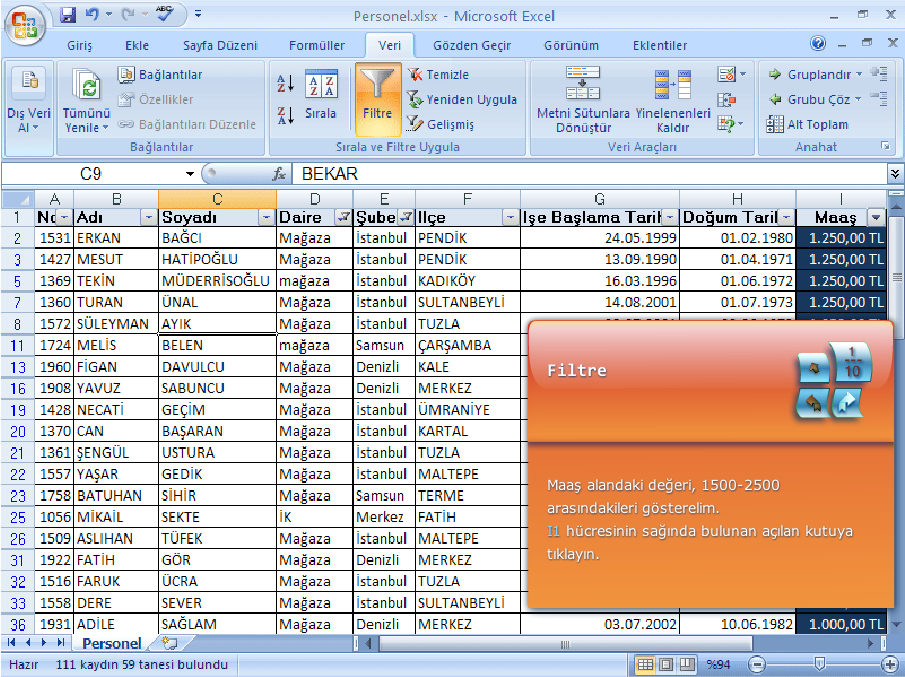 Personel.xlsx - Microsoft Excel
Giriş Ekle Sayfa Düzeni Formüller Veri Gözden Geçir Görünüm Eklentiler
Dış Veri Al
Tümünü Yenile
Bağlantılar
Özellikler
Bağlantıları Düzenle
Bağlantılar
Sırala
Filtre
Temizle
Yeniden Uygula
Gelişmiş
Sırala ve Filtre Uygula
Metni Sütunlara Dönüştür
Yinelenenleri Kaldır
Veri Araçları
Gruplandır
Grubu Çöz
Alt Toplam
Anahat
C9 fx BEKAR
A B C D E F G H I
1 No Adı Soyadı Daire Şube İlçe İşe Başlama Tarih Doğum Tarih Maaş
2 1531 ERKAN BAĞCI Mağaza İstanbul PENDİK 24.05.1999 01.02.1980 1.250,00 TL
3 1427 MESUT HATİPOĞLU Mağaza İstanbul PENDİK 13.09.1990 01.04.1971 1.250,00 TL
5 1369 TEKİN MÜDERRİSOĞLU mağaza İstanbul KADIKÖY 16.03.1996 01.06.1972 1.250,00 TL
7 1360 TURAN ÜNAL Mağaza İstanbul SULTANBEYLİ 14.08.2001 01.07.1973 1.250,00 TL
8 1572 SÜLEYMAN AYIK Mağaza İstanbul TUZLA
11 1724 MELİS BELEN mağaza Samsun ÇARŞAMBA
13 1960 FİGAN DAVULCU Mağaza Denizli KALE
16 1908 YAVUZ SABUNCU Mağaza Denizli MERKEZ
19 1428 NECATİ GEÇİM Mağaza İstanbul ÜMRANİYE
20 1370 CAN BAŞARAN Mağaza İstanbul KARTAL
21 1361 ŞENGÜL USTURA Mağaza İstanbul TUZLA
22 1557 YAŞAR GEDİK Mağaza İstanbul MALTEPE
23 1758 BATUHAN SİHİR Mağaza Samsun TERME
25 1056 MİKAİL SEKTE İK Merkez FATİH
26 1509 ASLIHAN TÜFEK Mağaza İstanbul MALTEPE
31 1922 FATİH GÖR Mağaza Denizli MERKEZ
32 1516 FARUK ÜCRA Mağaza İstanbul TUZLA
33 1558 DERE SEVER Mağaza İstanbul SULTANBEYLİ
36 1931 ADİLE SAĞLAM Mağaza Denizli MERKEZ 03.07.2002 10.06.1982 1.000,00 TL
Filtre
1
10
Maaş alandaki değeri, 1500-2500
arasındakileri gösterelim.
I1 hücresinin sağında bulunan açılan kutuya
tıklayın.
Personel
Hazır 111 kaydın 59 tanesi bulundu %94